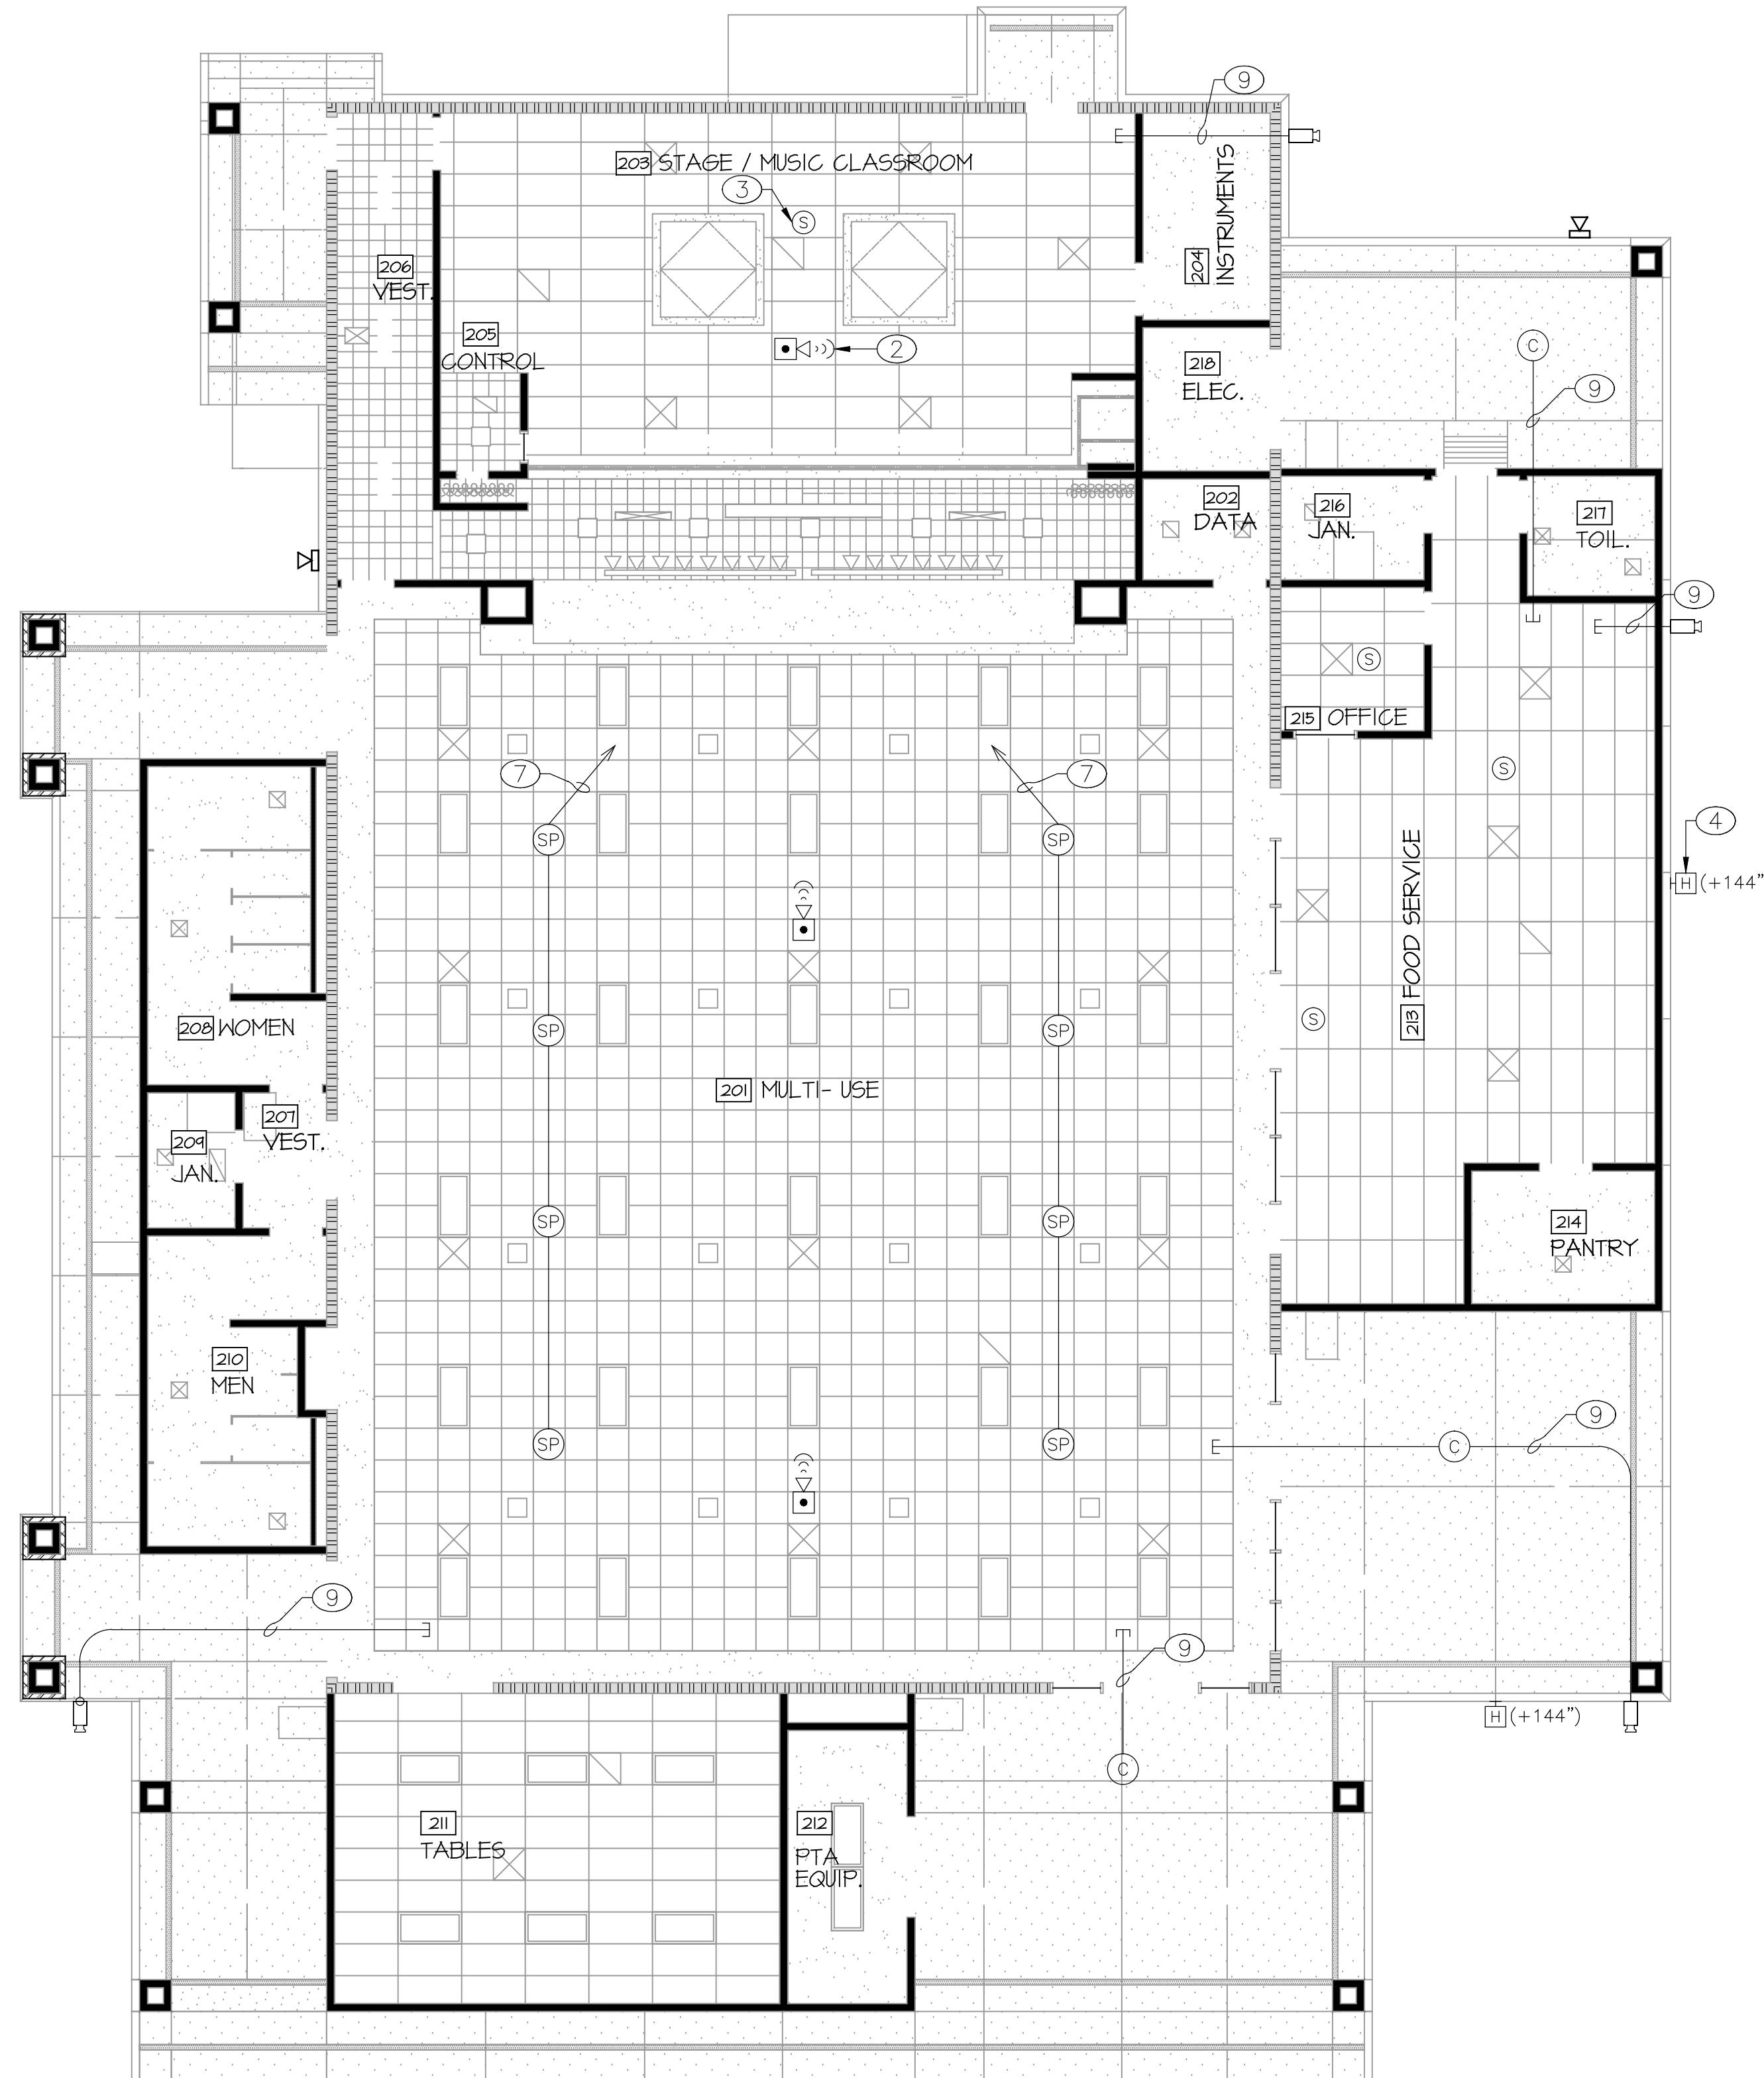 9
203 STAGE / MUSIC CLASSROOM
3
S
204 INSTRUMENTS
206
VEST.
205
CONTROL
2
218
ELEC.
C
9
202
DATA
216
JAN.
217
TOIL.
9
S
215 OFFICE
7
7
S
SP
SP
213 FOOD SERVICE
4
H (+144"
S
208 WOMEN
SP
SP
201 MULTI- USE
207
VEST.
209
JAN.
SP
SP
214
PANTRY
210
MEN
9
SP
SP
C
9
9
H (+144")
C
211
TABLES
212
PTA
EQUIP.